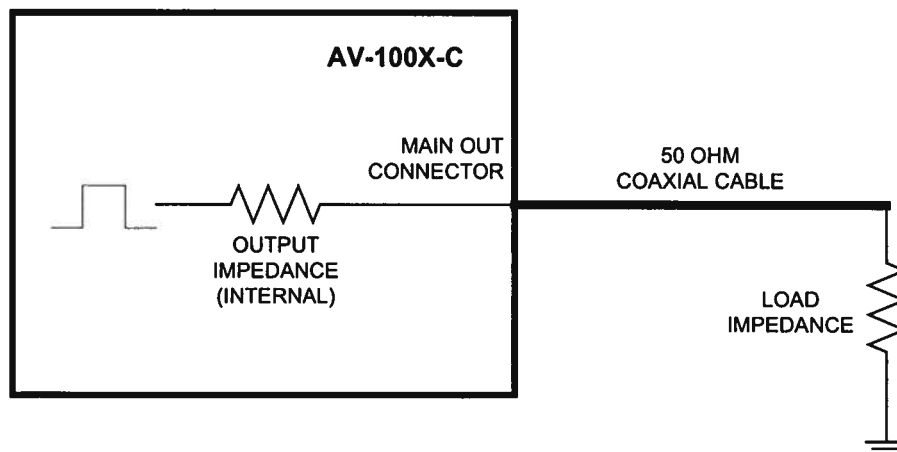 AV-100X-C
MAIN OUT
CONNECTOR
50 OHM
COAXIAL CABLE
OUTPUT
IMPEDANCE
(INTERNAL)
LOAD
IMPEDANCE